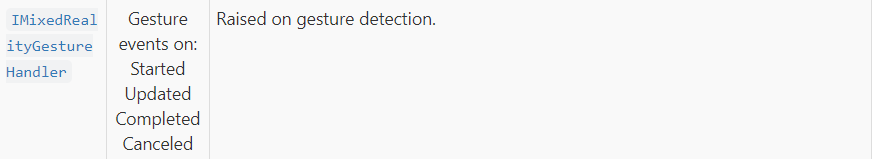 IMixedReal
ityGesture
Handler
Gesture
events on:
Started
Updated
Completed
Canceled
Raised on gesture detection.